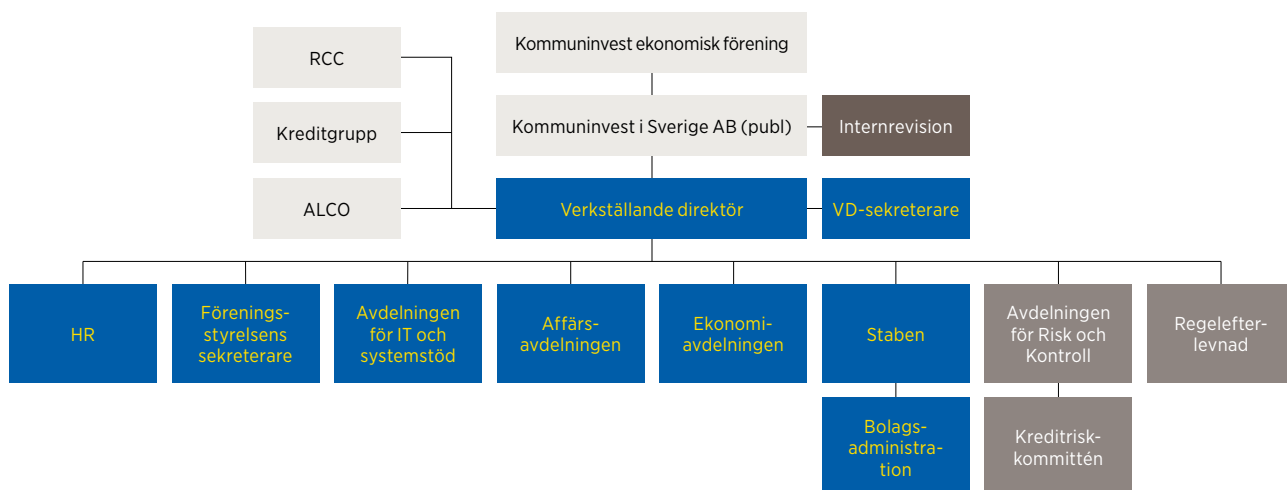 Kommuninvest ekonomisk förening
RCC
Kommuninvest i Sverige AB (publ)
Internrevision
Kreditgrupp
ALCO
Verkställande direktör
VD-sekreterare
HR
Förenings-
styrelsens
sekreterare
Avdelningen
för IT och
systemstöd
Affärs-
avdelningen
Ekonomi-
avdelningen
Staben
Avdelningen
för Risk och
Kontroll
Regelefter-
levnad
Bolags-
administra-
tion
Kreditrisk-
kommittén